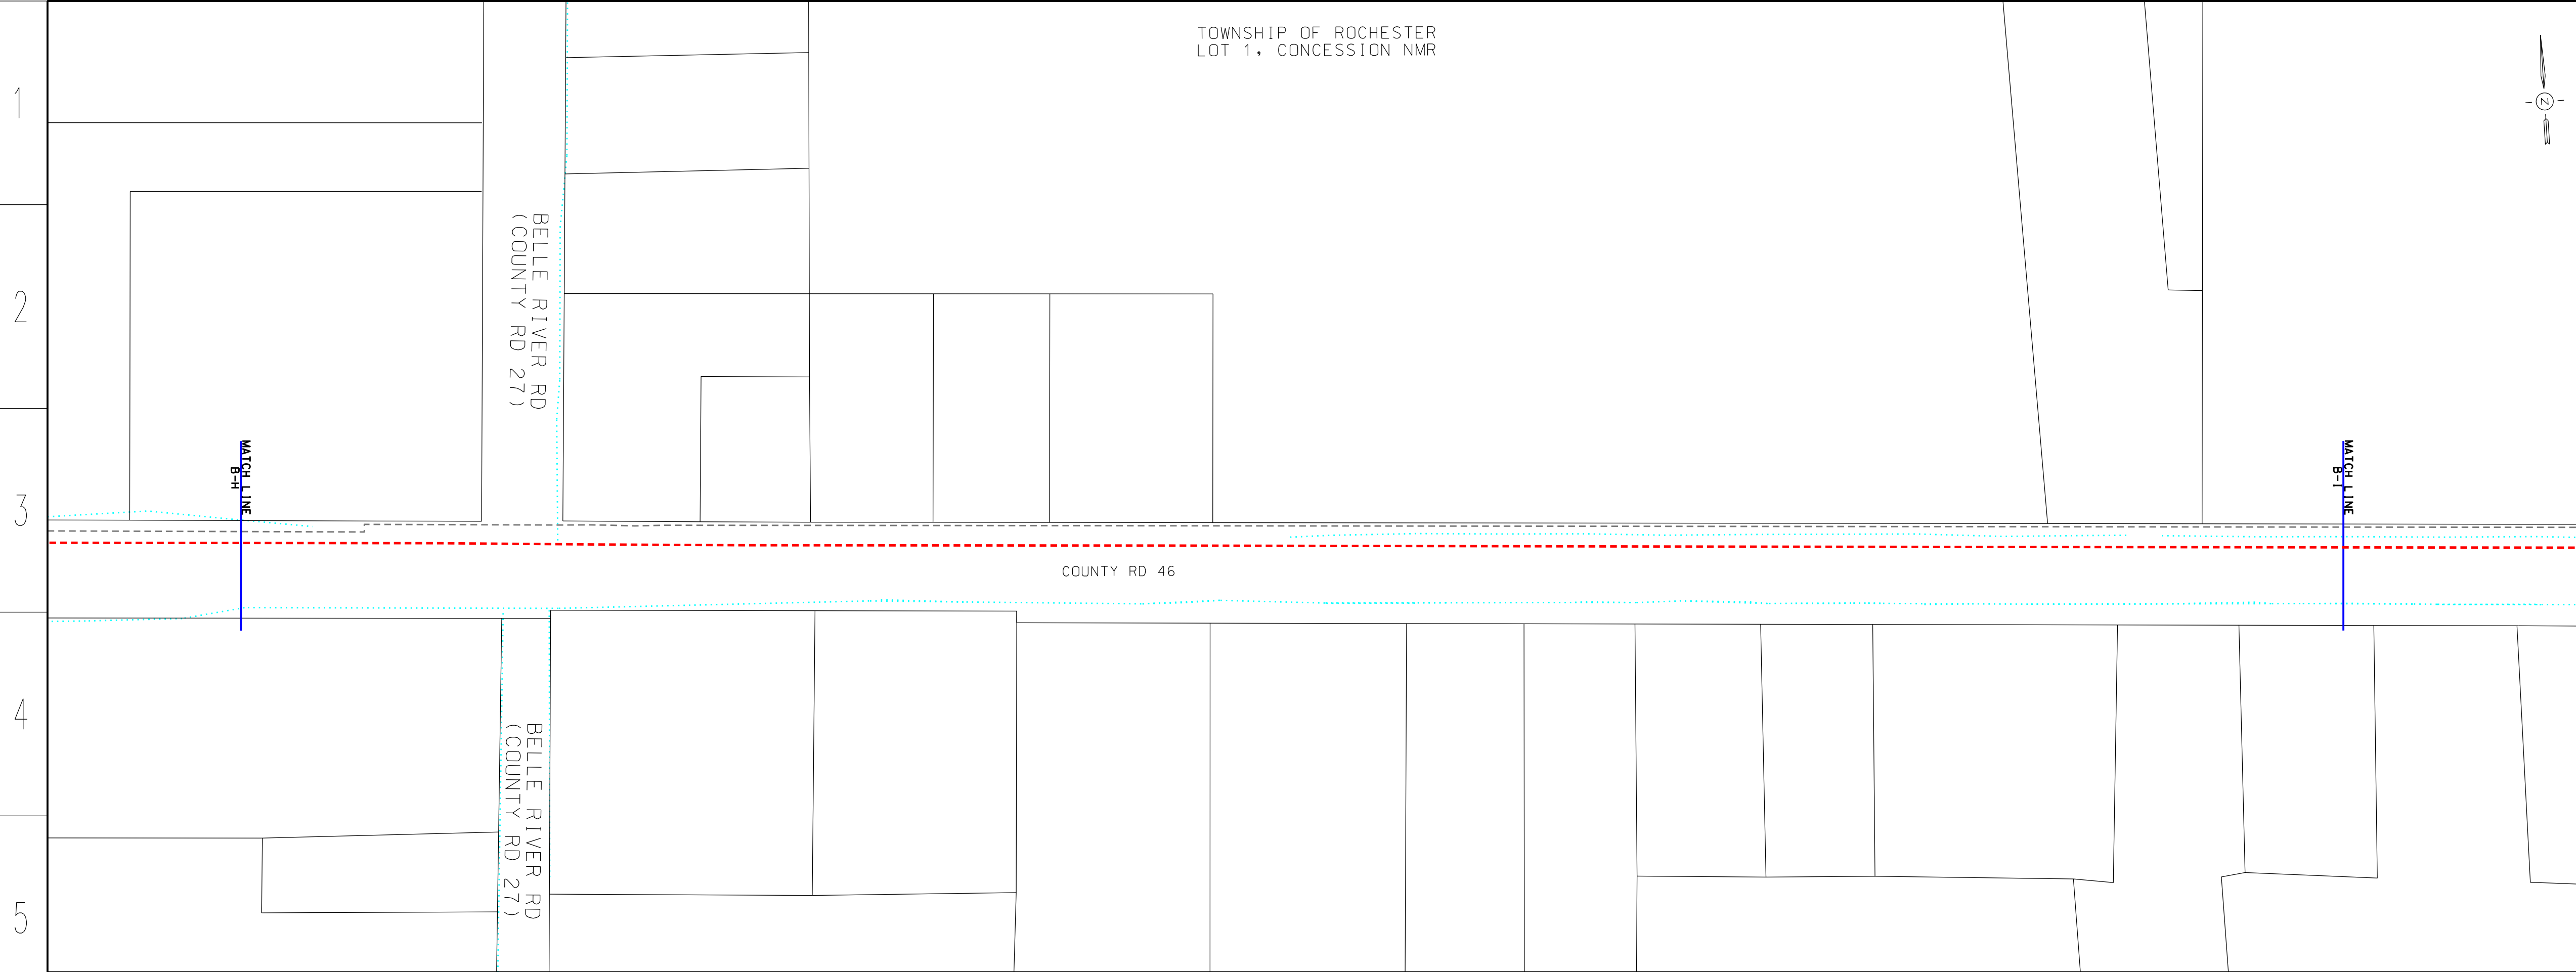 TOWNSHIP OF ROCHESTER
LOT 1, CONCESSION NMR
N
1
2
3
4
5
BELLE RIVER RD
(COUNTY RD 27)
MATCH LINE
B-H
MATCH LINE
B-I
COUNTY RD 46
BELLE RIVER RD
(COUNTY RD 27)